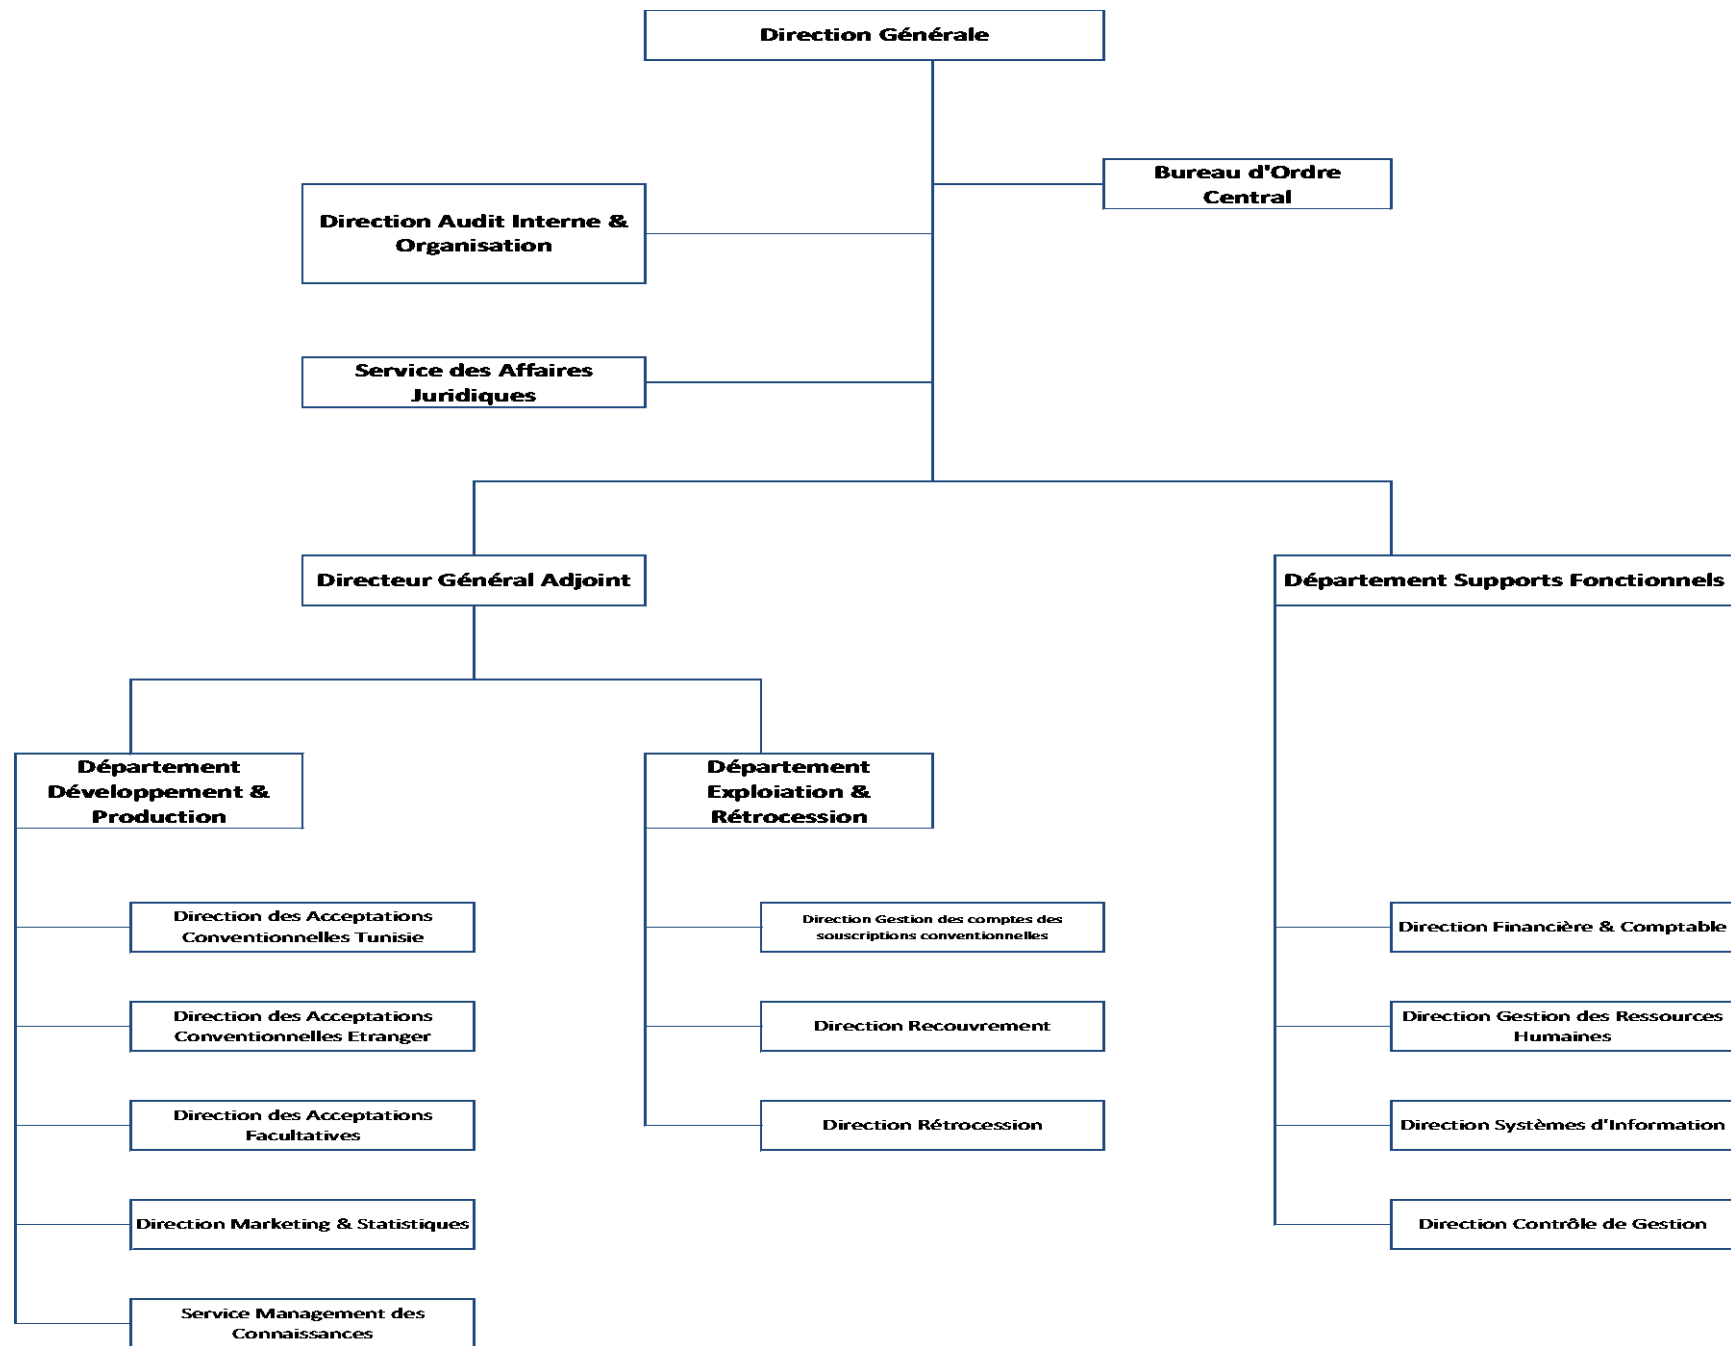 Direction Générale
Bureau d'Ordre
Central
Direction Audit Interne &
Organisation
Service des Affaires
Juridiques
Directeur Général Adjoint
Département Supports Fonctionnels
Département
Développement &
Production
Département
Exploiation &
Rétrocession
Direction des Acceptations
Conventionnelles Tunisie
Direction Gestion des comptes des
souscriptions conventionnelles
Direction Financière & Comptable
Direction des Acceptations
Conventionnelles Etranger
Direction Recouvrement
Direction Gestion des Ressources
Humaines
Direction des Acceptations
Facultatives
Direction Rétrocession
Direction Systèmes d'Information
Direction Marketing & Statistiques
Direction Contrôle de Gestion
Service Management des
Connaissances